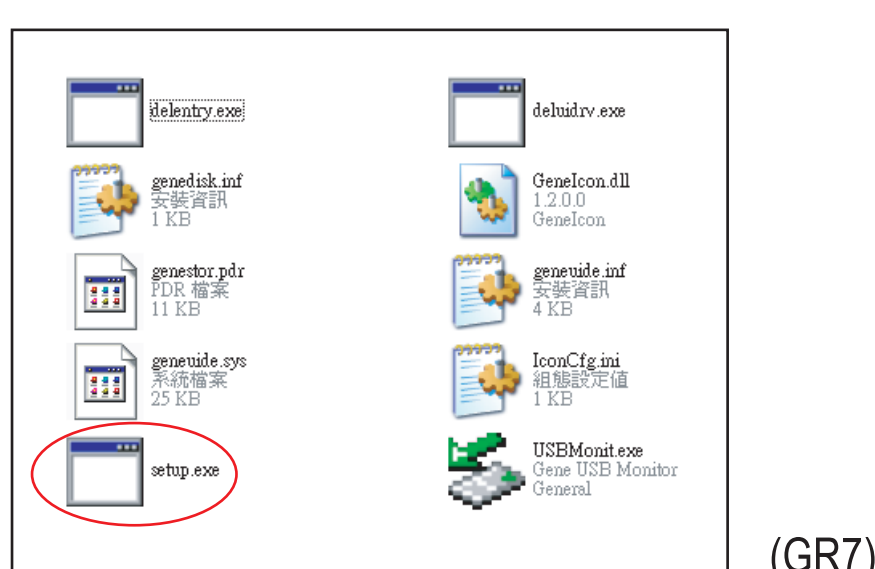 delentry.exe
deluidrv.exe
genedisk.inf
安裝資訊
1 KB
GeneIcon.dll
1.2.0.0
GeneIcon
genestor.pdr
PDR 檔案
11 KB
geneuide.inf
安裝資訊
4 KB
geneuide.sys
系統檔案
25 KB
IconCfg.ini
組態設定值
1 KB
setup.exe
USBMonit.exe
Gene USB Monitor
General
(GR7)